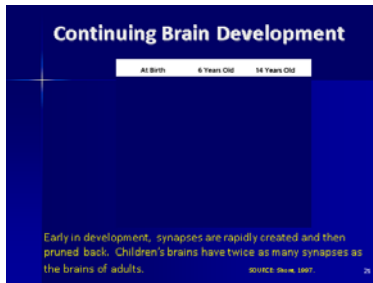 Continuing Brain Development
At Birth 6 Years Old 14 Years Old
Early in development, synapses are rapidly created and then
pruned back. Children's brains have twice as many synapses as
the brains of adults. SOURCE: Shore, 1997.